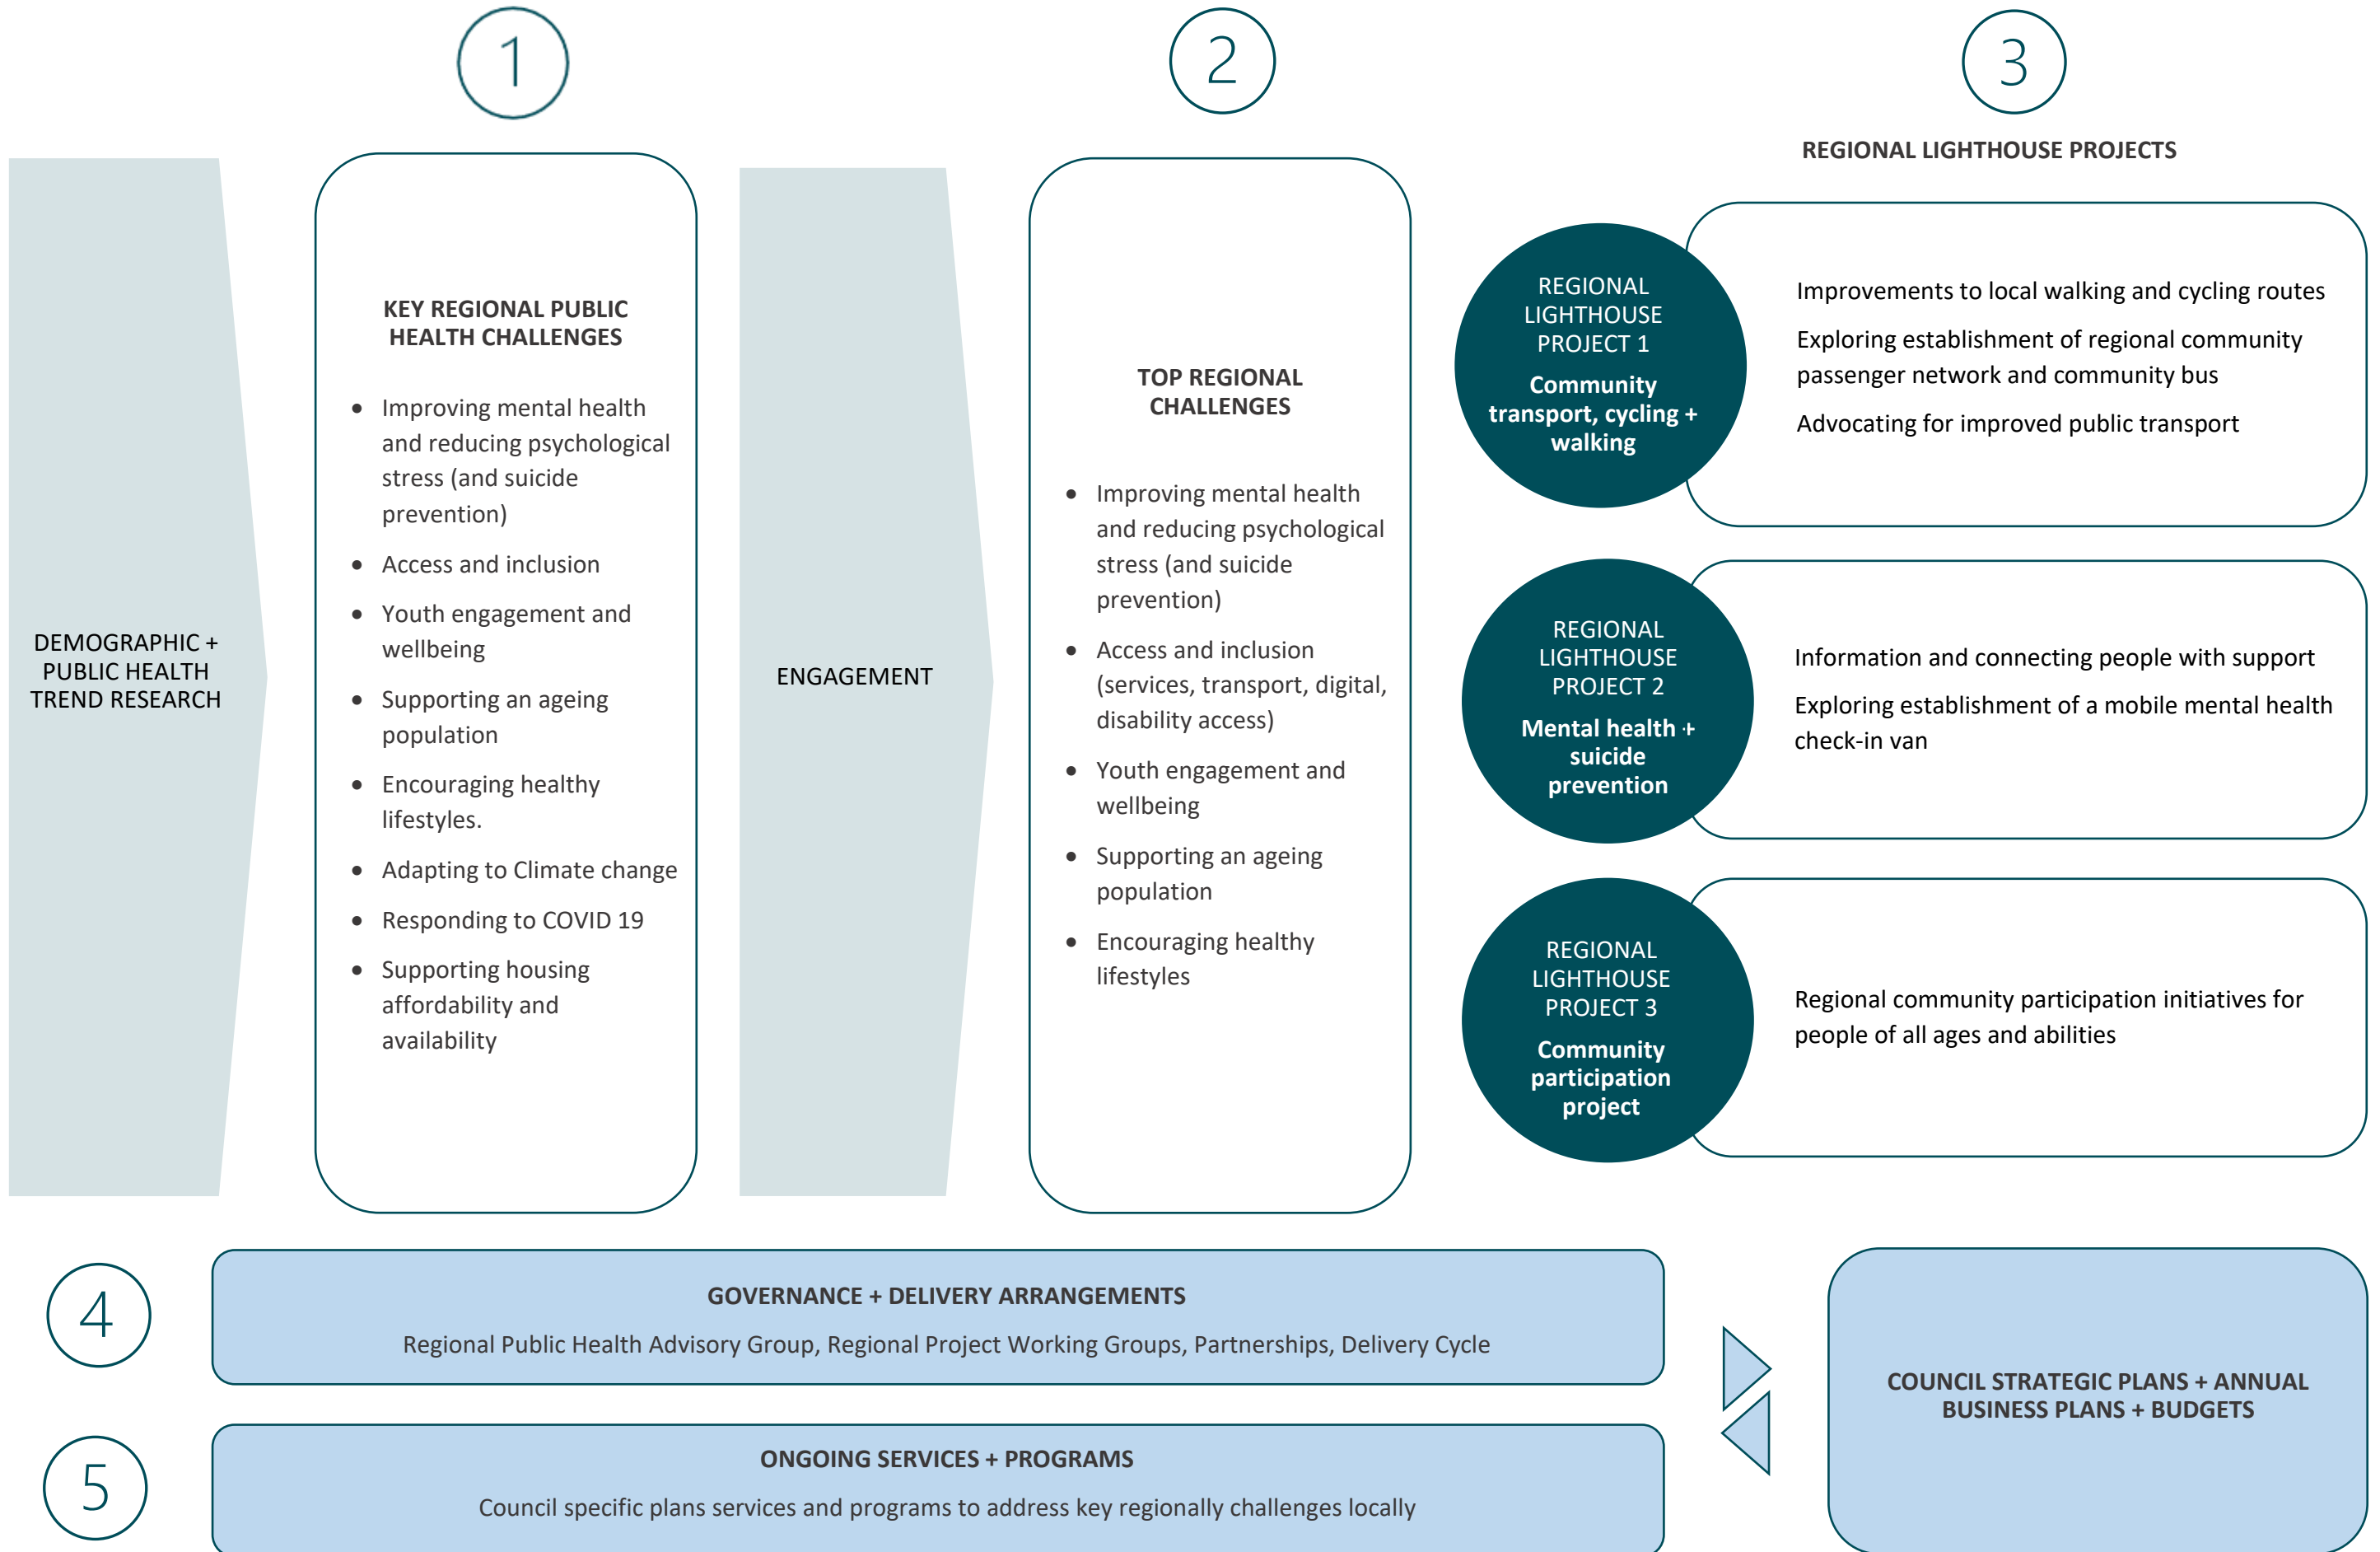 1
2
3
DEMOGRAPHIC +
PUBLIC HEALTH
TREND RESEARCH
KEY REGIONAL PUBLIC
HEALTH CHALLENGES
• Improving mental health
and reducing psychological
stress (and suicide
prevention)
• Access and inclusion
• Youth engagement and
wellbeing
• Supporting an ageing
population
• Encouraging healthy
lifestyles.
• Adapting to Climate change
• Responding to COVID 19
• Supporting housing
affordability and
availability
ENGAGEMENT
TOP REGIONAL
CHALLENGES
• Improving mental health
and reducing psychological
stress (and suicide
prevention)
• Access and inclusion
(services, transport, digital,
disability access)
• Youth engagement and
wellbeing
• Supporting an ageing
population
• Encouraging healthy
lifestyles
REGIONAL LIGHTHOUSE PROJECTS
REGIONAL
LIGHTHOUSE
PROJECT 1
Community
transport, cycling +
walking
Improvements to local walking and cycling routes
Exploring establishment of regional community
passenger network and community bus
Advocating for improved public transport
REGIONAL
LIGHTHOUSE
PROJECT 2
Mental health +
suicide
prevention
Information and connecting people with support
Exploring establishment of a mobile mental health
check-in van
REGIONAL
LIGHTHOUSE
PROJECT 3
Community
participation
project
Regional community participation initiatives for
people of all ages and abilities
4
GOVERNANCE + DELIVERY ARRANGEMENTS
Regional Public Health Advisory Group, Regional Project Working Groups, Partnerships, Delivery Cycle
5
ONGOING SERVICES + PROGRAMS
Council specific plans services and programs to address key regionally challenges locally
COUNCIL STRATEGIC PLANS + ANNUAL
BUSINESS PLANS + BUDGETS